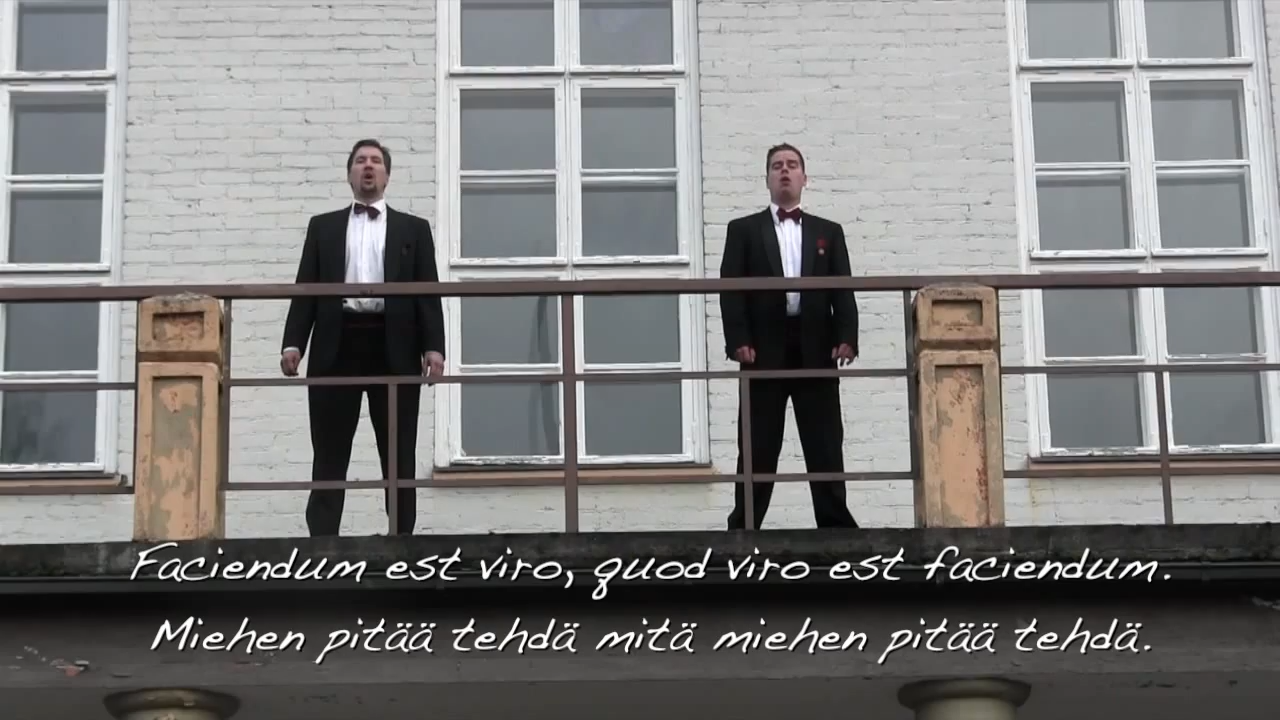 Faciendum est viro, quod viro est faciendum.
Miehen pitää tehdä mitä miehen pitää tehdä.